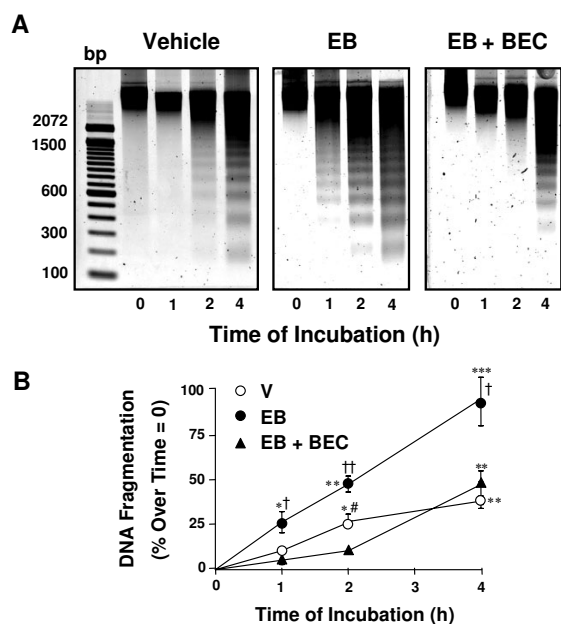 A
Vehicle
EB
EB + BEC
bp
2072
1500
600
300
100
0 1 2 4
0 1 2 4
0 1 2 4
Time of Incubation (h)
B
DNA Fragmentation
(% Over Time = 0)
100
75
50
25
0
V
EB
EB + BEC
*†
**
††
*#
***
†
**
**
0 1 2 3 4
Time of Incubation (h)